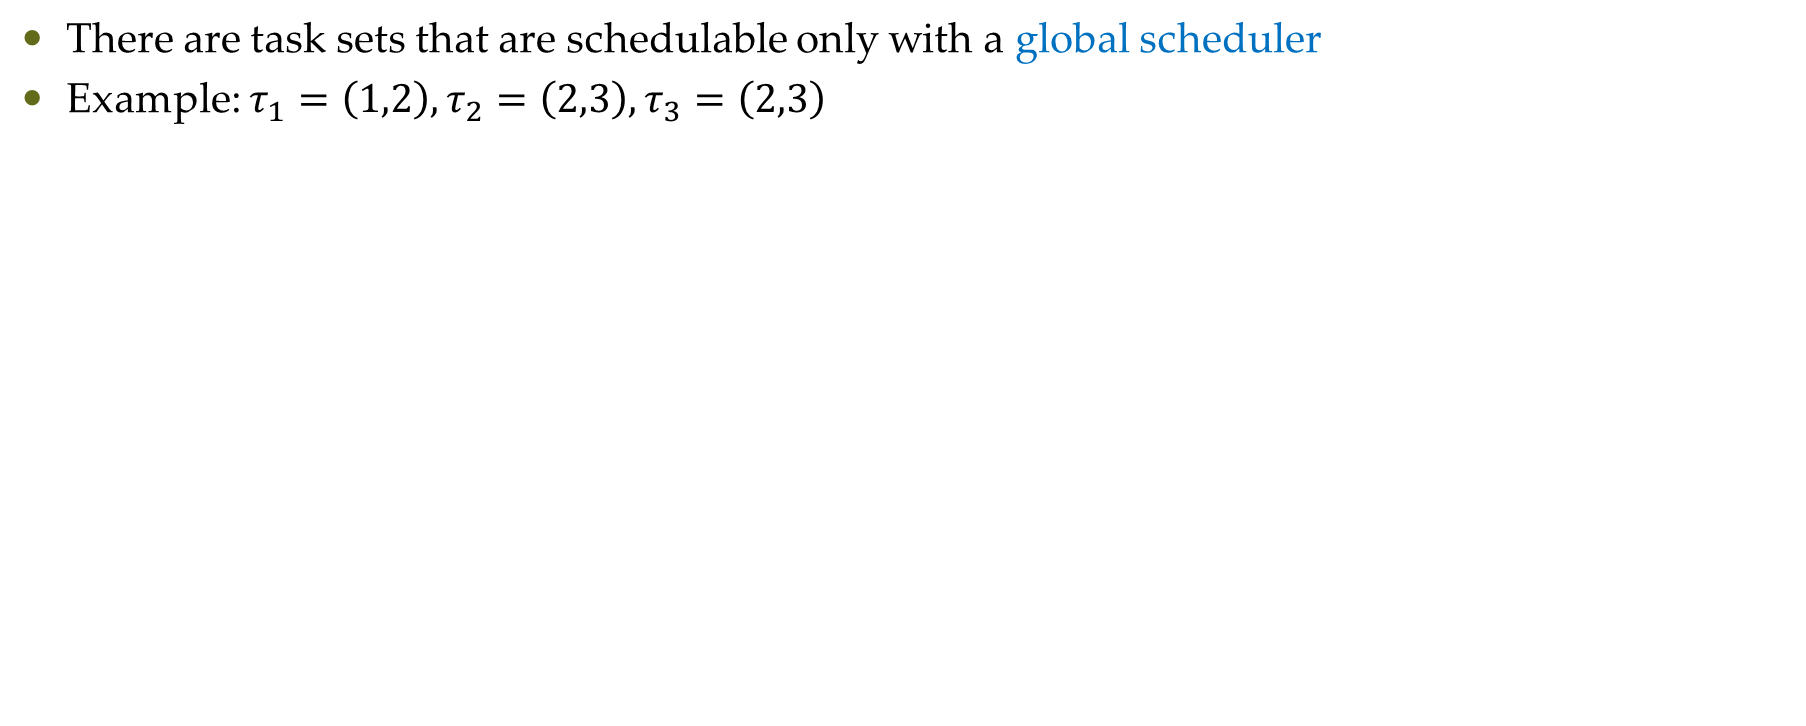 • There are task sets that are schedulable only with a global scheduler
• Example: τ₁ = (1,2), τ₂ = (2,3), τ₃ = (2,3)